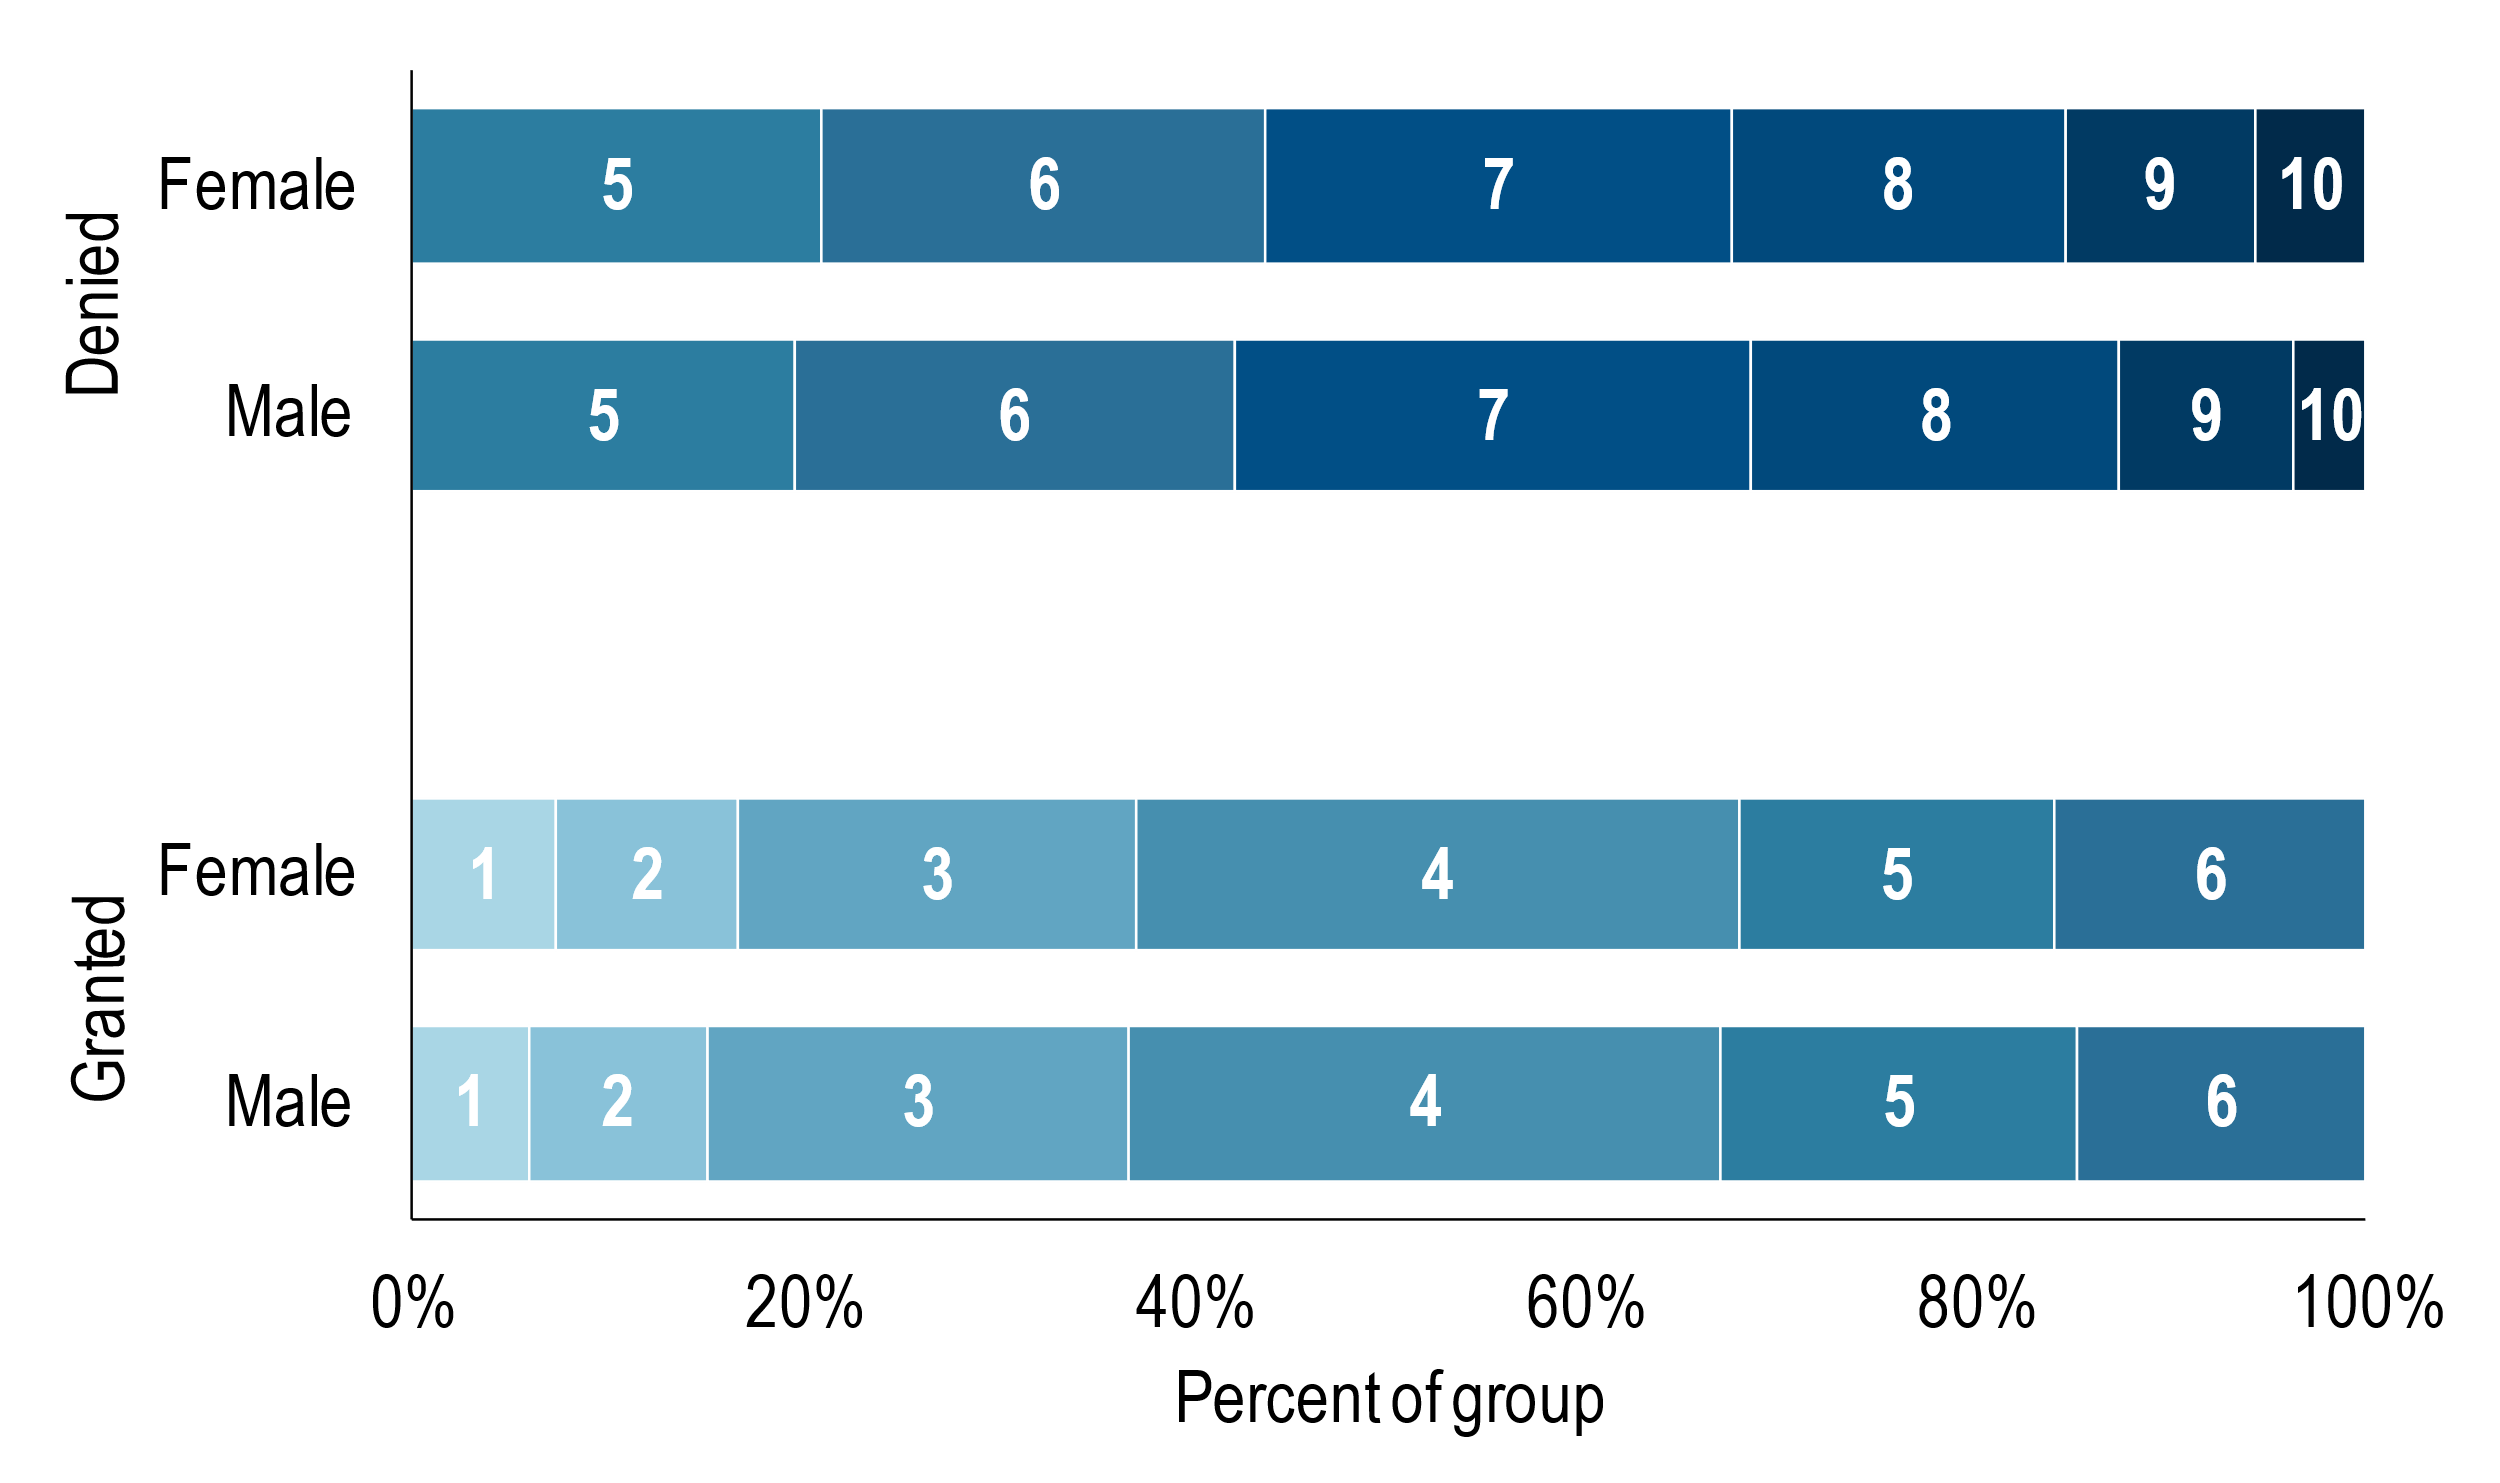 Denied
Female
5 6 7 8 9 10
Male
5 6 7 8 9 10
Granted
Female
1 2 3 4 5 6
Male
1 2 3 4 5 6
0% 20% 40% 60% 80% 100%
Percent of group